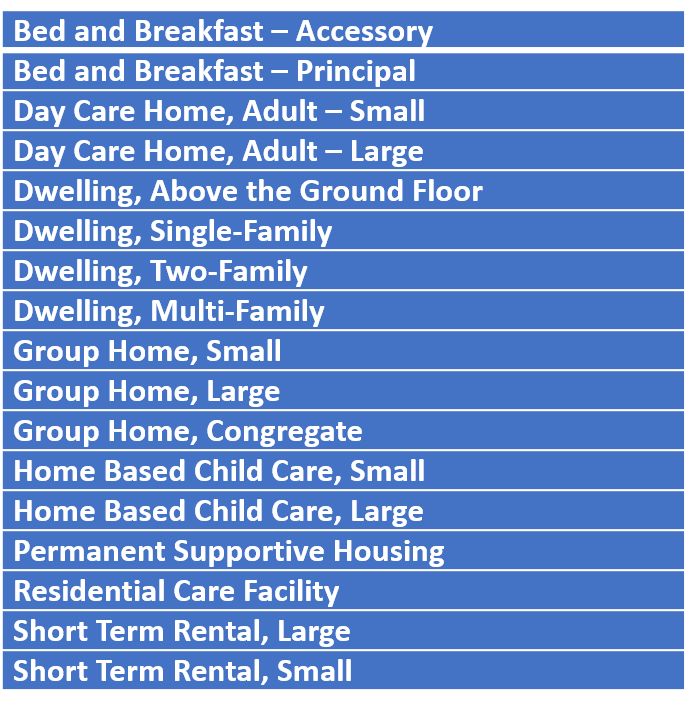 Bed and Breakfast – Accessory
Bed and Breakfast – Principal
Day Care Home, Adult – Small
Day Care Home, Adult – Large
Dwelling, Above the Ground Floor
Dwelling, Single-Family
Dwelling, Two-Family
Dwelling, Multi-Family
Group Home, Small
Group Home, Large
Group Home, Congregate
Home Based Child Care, Small
Home Based Child Care, Large
Permanent Supportive Housing
Residential Care Facility
Short Term Rental, Large
Short Term Rental, Small